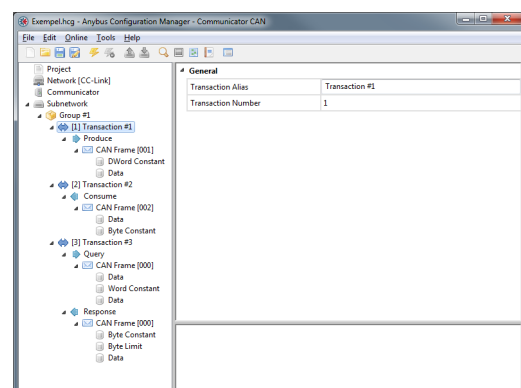 Exempel.hcg - Anybus Configuration Manager - Communicator CAN
File Edit Online Tools Help
Project
Network [CC-Link]
Communicator
Subnetwork
Group #1
[1] Transaction #1
Produce
CAN Frame [001]
DWord Constant
Data
[2] Transaction #2
Consume
CAN Frame [002]
Data
Byte Constant
[3] Transaction #3
Query
CAN Frame [000]
Data
Word Constant
Data
Response
CAN Frame [000]
Byte Constant
Byte Limit
Data
General
Transaction Alias Transaction #1
Transaction Number 1